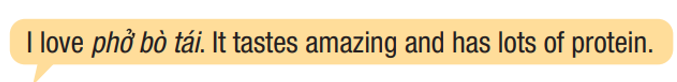 I love phở bò tái. It tastes amazing and has lots of protein.